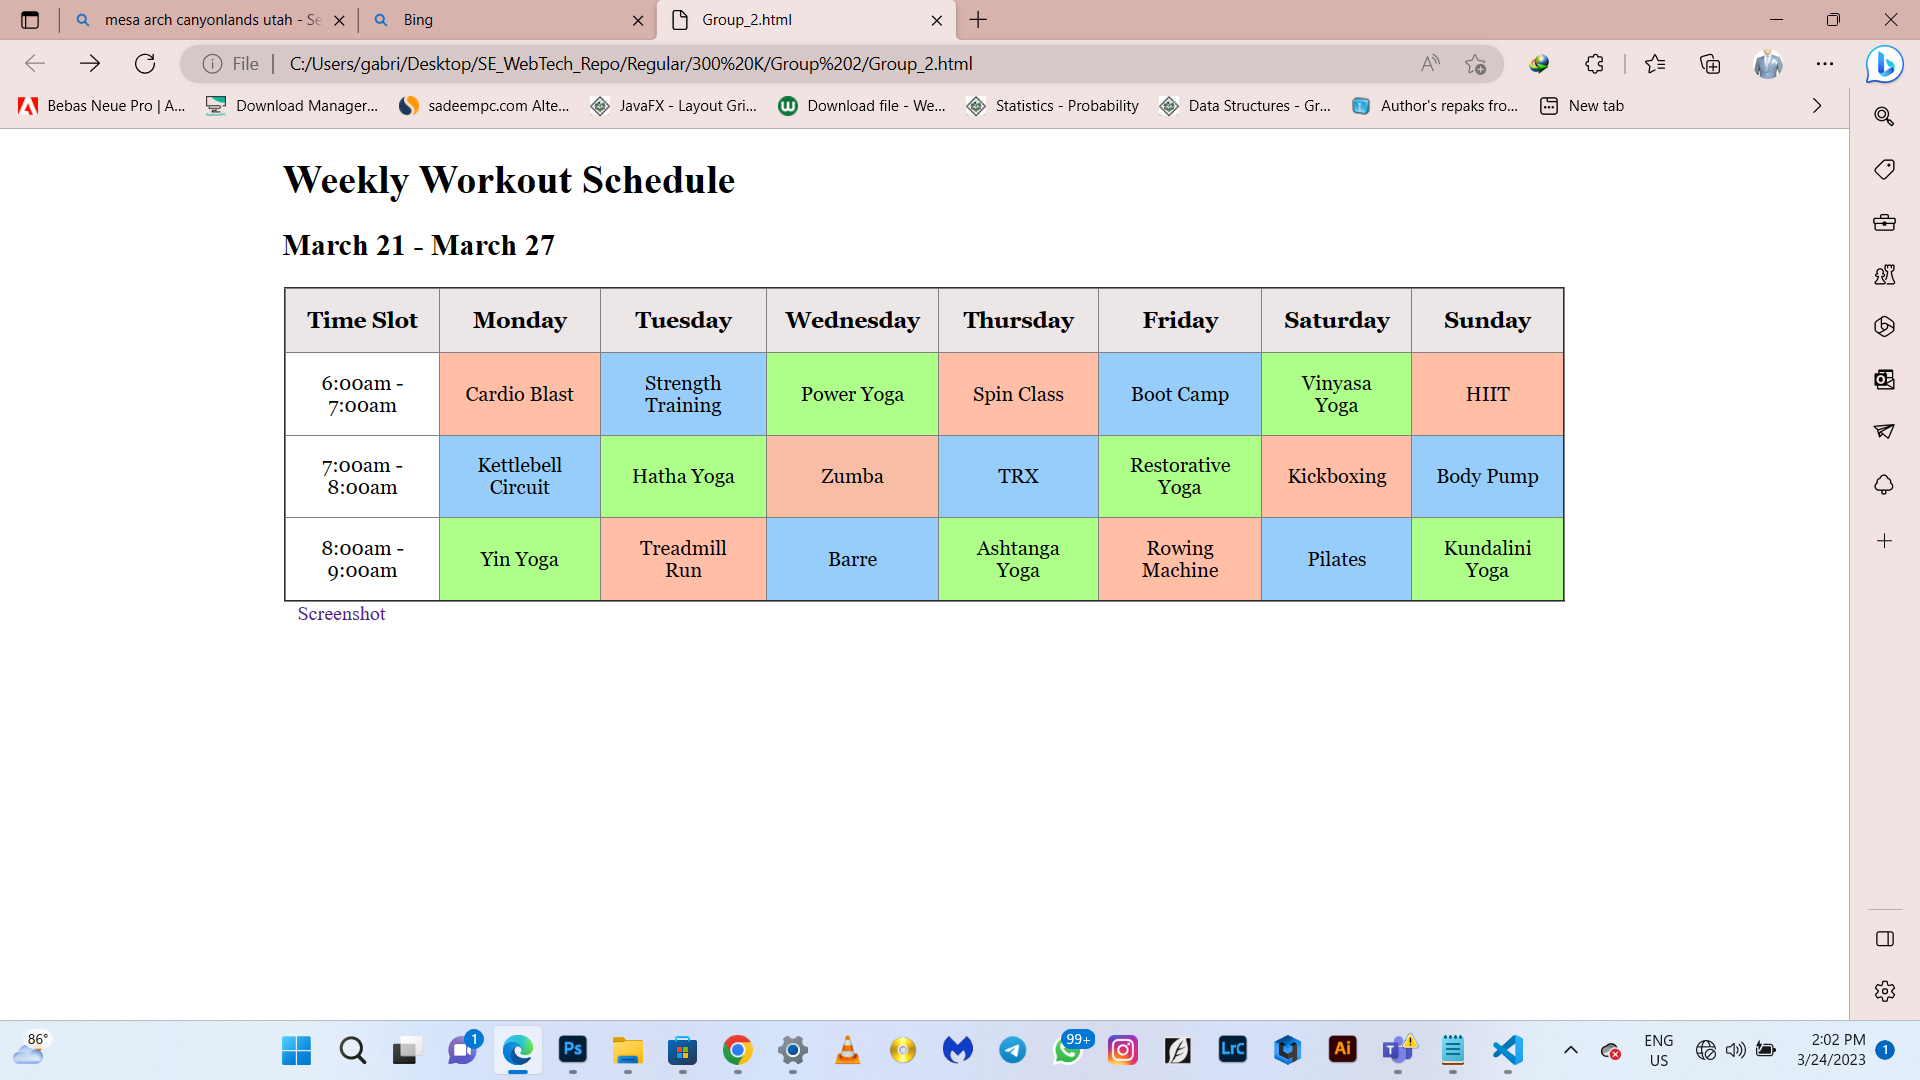 mesa arch canyonlands utah - Se
Bing
Group_2.html
File
C:/Users/gabri/Desktop/SE_WebTech_Repo/Regular/300%20K/Group%202/Group_2.html
Bebas Neue Pro | A...
Download Manager...
sadeempc.com Alte...
JavaFX - Layout Gri...
Download file - We...
Statistics - Probability
Data Structures - Gr...
Author's repaks fro...
New tab
Weekly Workout Schedule
March 21 - March 27
Time Slot Monday Tuesday Wednesday Thursday Friday Saturday Sunday
6:00am -
7:00am
Cardio Blast
Strength
Training
Power Yoga
Spin Class
Boot Camp
Vinyasa
Yoga
HIIT
7:00am -
8:00am
Kettlebell
Circuit
Hatha Yoga
Zumba
TRX
Restorative
Yoga
Kickboxing
Body Pump
8:00am -
9:00am
Yin Yoga
Treadmill
Run
Barre
Ashtanga
Yoga
Rowing
Machine
Pilates
Kundalini
Yoga
Screenshot
86°
1
Ps
99+
LrC
Ai
ENG
US
2:02 PM
3/24/2023
1